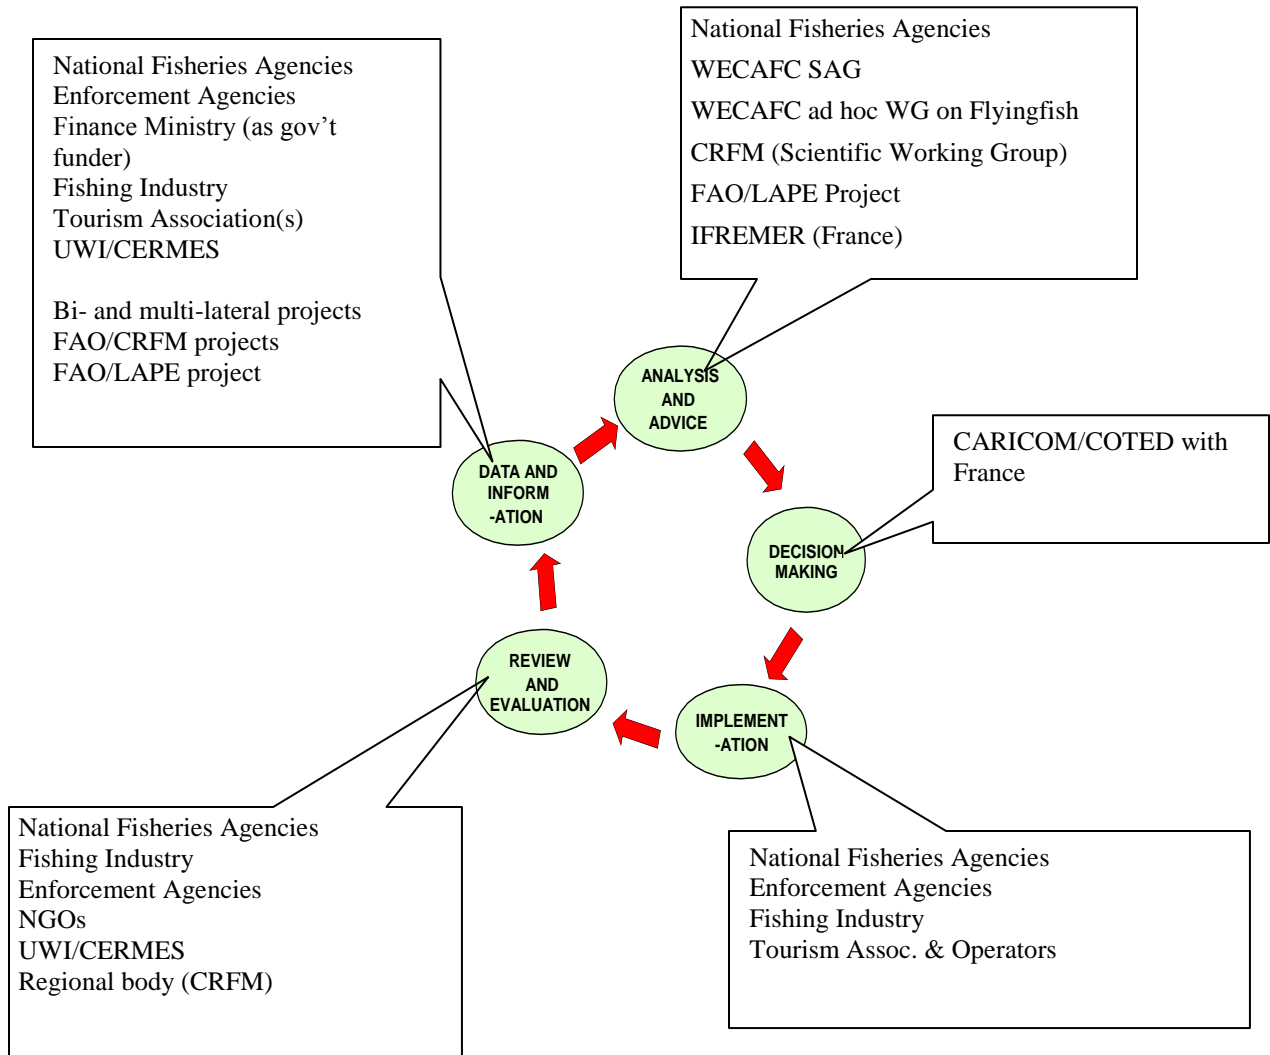 National Fisheries Agencies
Enforcement Agencies
Finance Ministry (as gov’t
funder)
Fishing Industry
Tourism Association(s)
UWI/CERMES
Bi- and multi-lateral projects
FAO/CRFM projects
FAO/LAPE project
National Fisheries Agencies
WECAFC SAG
WECAFC ad hoc WG on Flyingfish
CRFM (Scientific Working Group)
FAO/LAPE Project
IFREMER (France)
ANALYSIS
AND
ADVICE
CARICOM/COTED with
France
DATA AND
INFORM
-ATION
DECISION
MAKING
REVIEW
AND
EVALUATION
IMPLEMENT
-ATION
National Fisheries Agencies
Fishing Industry
Enforcement Agencies
NGOs
UWI/CERMES
Regional body (CRFM)
National Fisheries Agencies
Enforcement Agencies
Fishing Industry
Tourism Assoc. & Operators